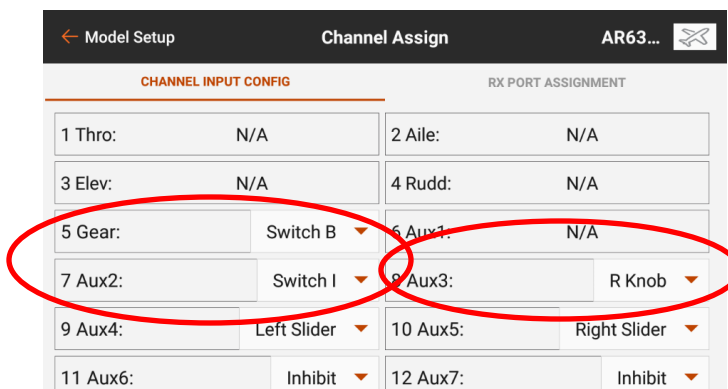 Model Setup Channel Assign AR63...
CHANNEL INPUT CONFIG RX PORT ASSIGNMENT
1 Thro: N/A 2 Aile: N/A
3 Elev: N/A 4 Rudd: N/A
5 Gear: Switch B 6 Aux1: N/A
7 Aux2: Switch I 8 Aux3: R Knob
9 Aux4: Left Slider 10 Aux5: Right Slider
11 Aux6: Inhibit 12 Aux7: Inhibit